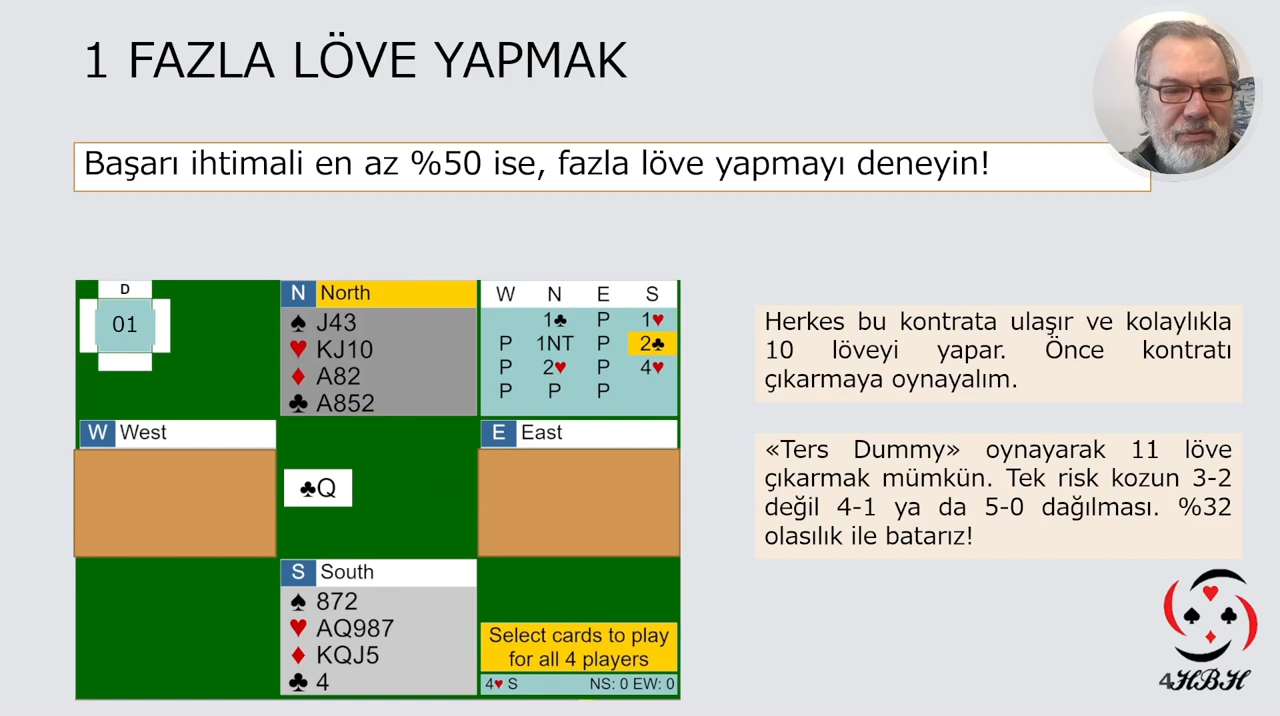 1 FAZLA LÖVE YAPMAK
Başarı ihtimali en az %50 ise, fazla löve yapmayı deneyin!
D
01
N North
♠ J43
♥ KJ10
♦ A82
♣ A852
W N E S
1♣ P 1♥
P 1NT P 2♣
P 2♥ P 4♥
P P P
W West
E East
♣Q
S South
♠ 872
♥ AQ987
♦ KQJ5
♣ 4
Select cards to play
for all 4 players
4♥ S NS: 0 EW: 0
Herkes bu kontrata ulaşır ve kolaylıkla
10 löveyi yapar. Önce kontratı
çıkarmaya oynayalım.
«Ters Dummy» oynayarak 11 löve
çıkarmak mümkün. Tek risk kozun 3-2
değil 4-1 ya da 5-0 dağılması. %32
olasılık ile batarız!
4HBH